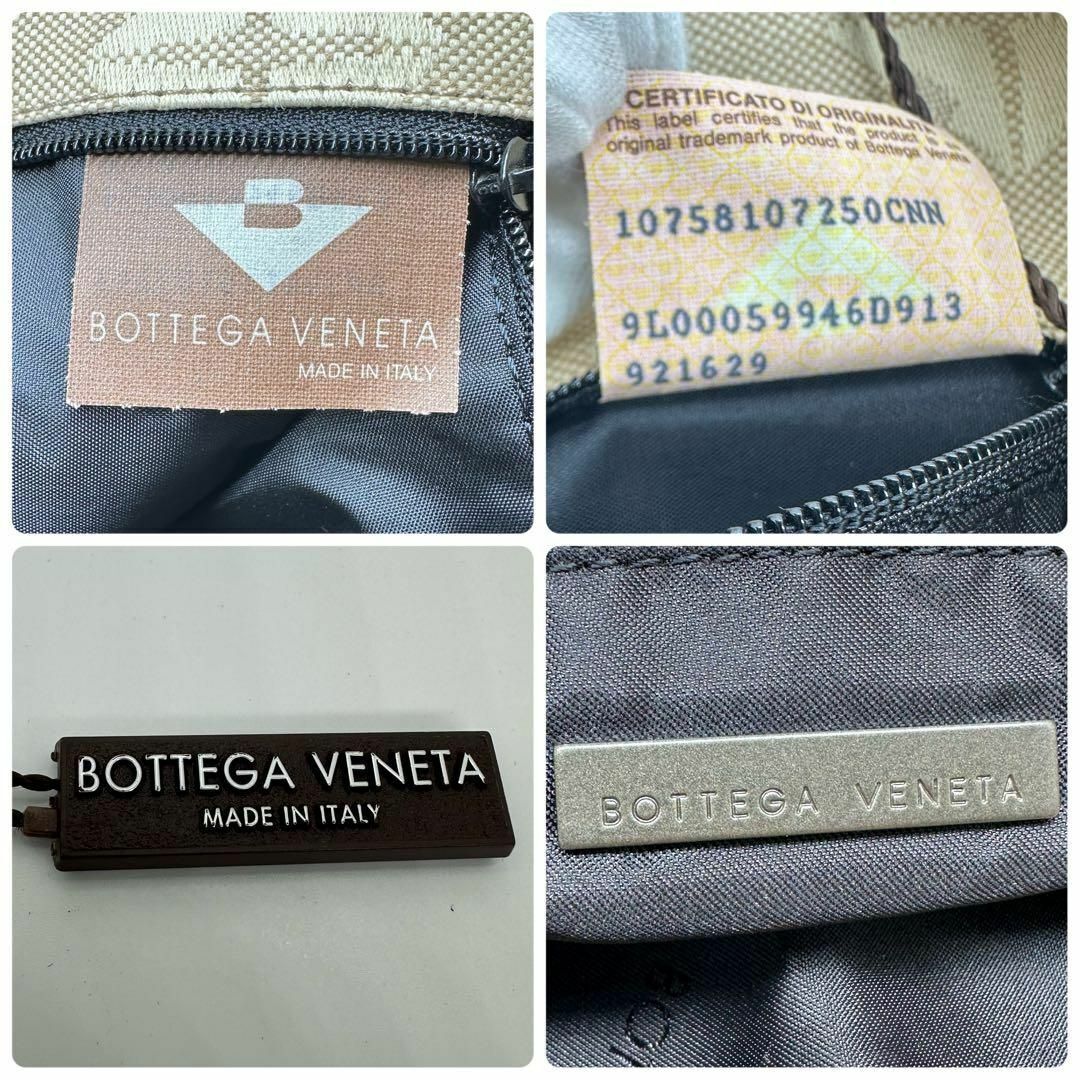 B
BOTTEGA VENETA
MADE IN ITALY
CERTIFICATO DI ORIGINALITA'
This label certifies that the product is
original trademark product of Bottega Veneta
10758107250CNN
9L00059946D913
921629
BOTTEGA VENETA
MADE IN ITALY
BOTTEGA VENETA